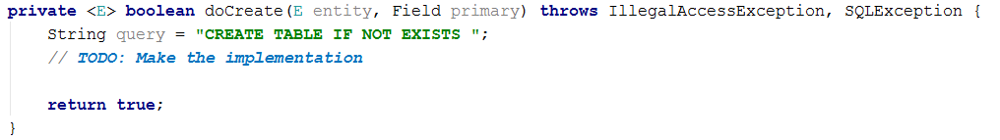 private <E> boolean doCreate(E entity, Field primary) throws IllegalAccessException, SQLException {
    String query = "CREATE TABLE IF NOT EXISTS ";
    // TODO: Make the implementation

    return true;
}